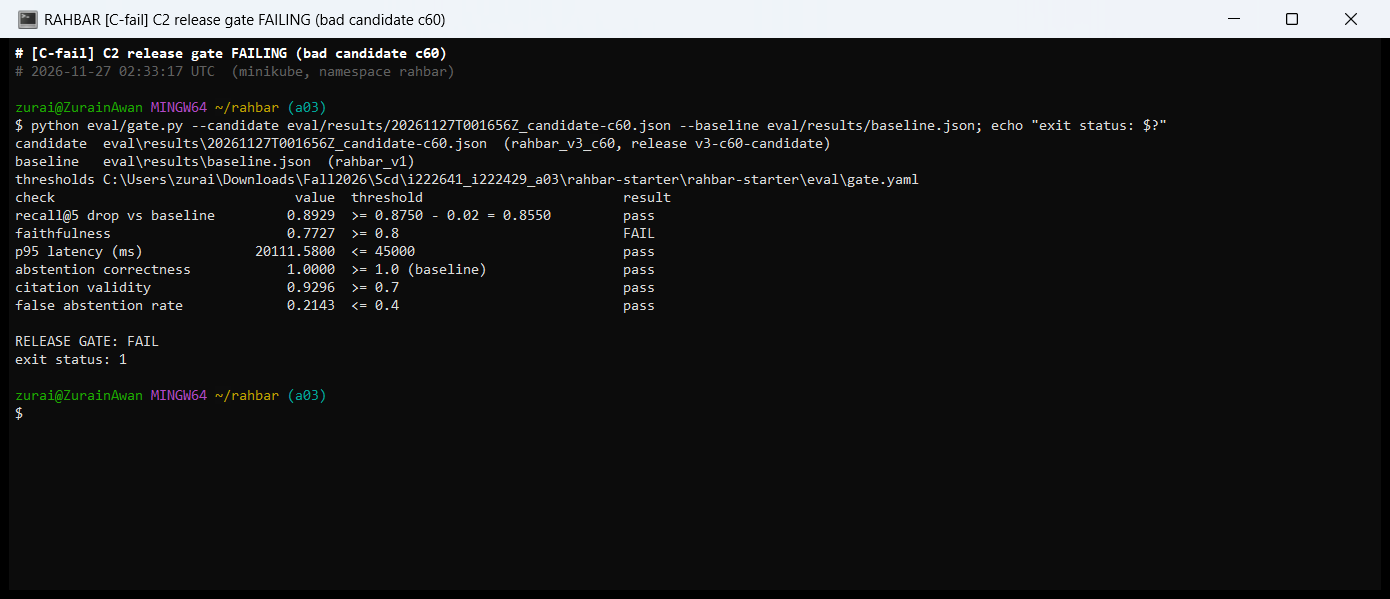 RAHBAR [C-fail] C2 release gate FAILING (bad candidate c60)
# [C-fail] C2 release gate FAILING (bad candidate c60)
# 2026-11-27 02:33:17 UTC  (minikube, namespace rahbar)
zurai@ZurainAwan MINGW64 ~/rahbar (a03)
$ python eval/gate.py --candidate eval/results/20261127T001656Z_candidate-c60.json --baseline eval/results/baseline.json; echo "exit status: $?"
candidate  eval\results\20261127T001656Z_candidate-c60.json  (rahbar_v3_c60, release v3-c60-candidate)
baseline   eval\results\baseline.json  (rahbar_v1)
thresholds C:\Users\zurai\Downloads\Fall2026\Scd\i222641_i222429_a03\rahbar-starter\rahbar-starter\eval\gate.yaml
check                              value  threshold                         result
recall@5 drop vs baseline         0.8929  >= 0.8750 - 0.02 = 0.8550         pass
faithfulness                      0.7727  >= 0.8                            FAIL
p95 latency (ms)              20111.5800  <= 45000                          pass
abstention correctness            1.0000  >= 1.0 (baseline)                 pass
citation validity                 0.9296  >= 0.7                            pass
false abstention rate             0.2143  <= 0.4                            pass
RELEASE GATE: FAIL
exit status: 1
zurai@ZurainAwan MINGW64 ~/rahbar (a03)
$